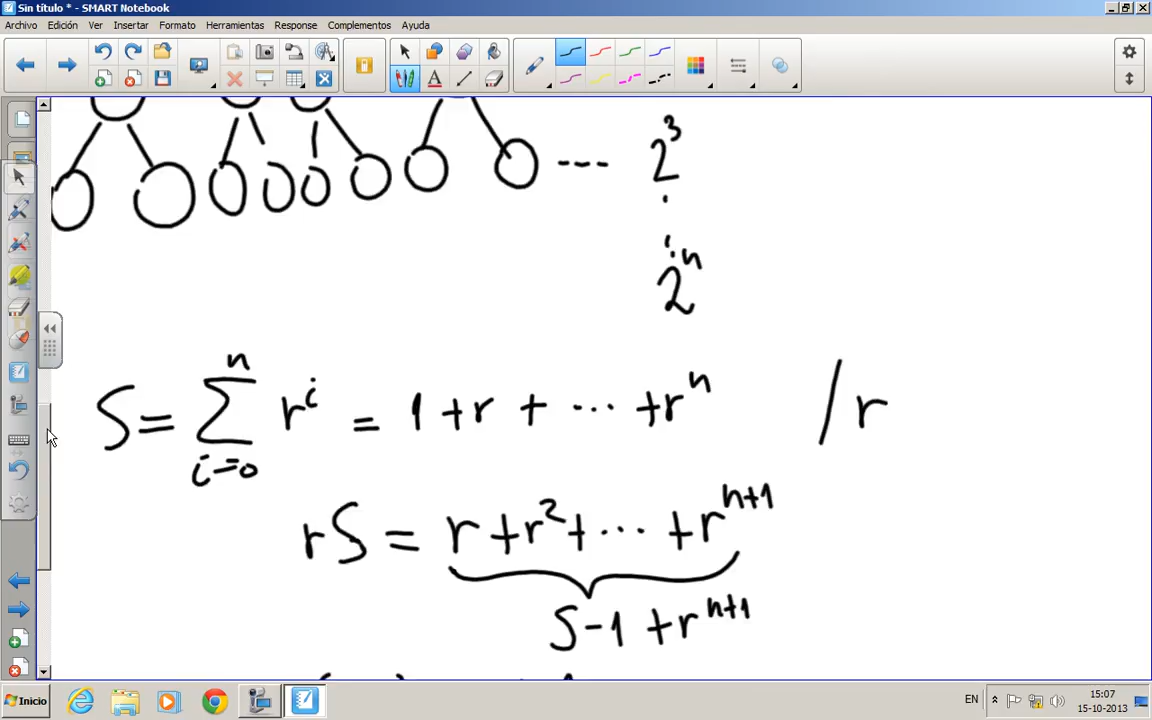 Sin título * - SMART Notebook
Archivo Edición Ver Insertar Formato Herramientas Response Complementos Ayuda
--- 2^3
2^n
S = ∑_{i=0}^{n} r^i = 1 + r + ... + r^n / r
rS = r + r^2 + ... + r^{n+1}
S - 1 + r^{n+1}
Inicio EN 15:07
15-10-2013